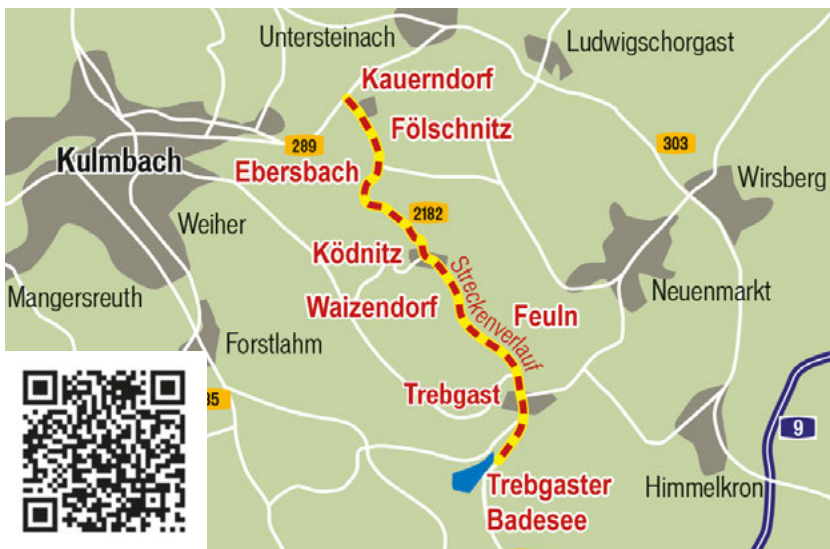 Untersteinach
Ludwigschorgast
Kauerndorf
Fölschnitz
289
303
Kulmbach
Ebersbach
Wirsberg
2182
Weiher
Ködnitz
Mangersreuth
Waizendorf
Streckenverlauf
Feuln
Neuenmarkt
Forstlahm
Trebgast
85
9
Trebgaster
Badesee
Himmelkron